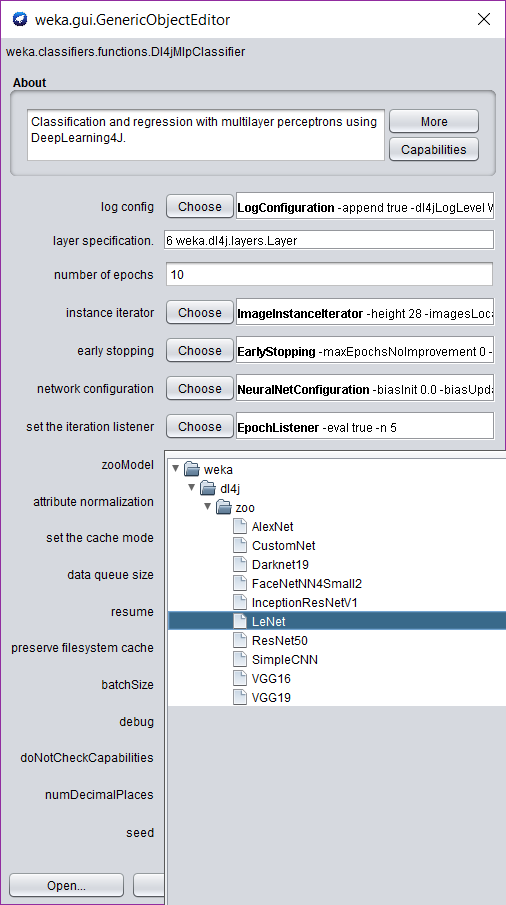 weka.gui.GenericObjectEditor
weka.classifiers.functions.Dl4jMlpClassifier
About
Classification and regression with multilayer perceptrons using
DeepLearning4J.
More
Capabilities
log config Choose LogConfiguration -append true -dl4jLogLevel W
layer specification. 6 weka.dl4j.layers.Layer
number of epochs 10
instance iterator Choose ImageInstanceIterator -height 28 -imagesLoca
early stopping Choose EarlyStopping -maxEpochsNoImprovement 0 -
network configuration Choose NeuralNetConfiguration -biasInit 0.0 -biasUpda
set the iteration listener Choose EpochListener -eval true -n 5
zooModel
attribute normalization
set the cache mode
data queue size
resume
preserve filesystem cache
batchSize
debug
doNotCheckCapabilities
numDecimalPlaces
seed
weka
dl4j
zoo
AlexNet
CustomNet
Darknet19
FaceNetNN4Small2
InceptionResNetV1
LeNet
ResNet50
SimpleCNN
VGG16
VGG19
Open...